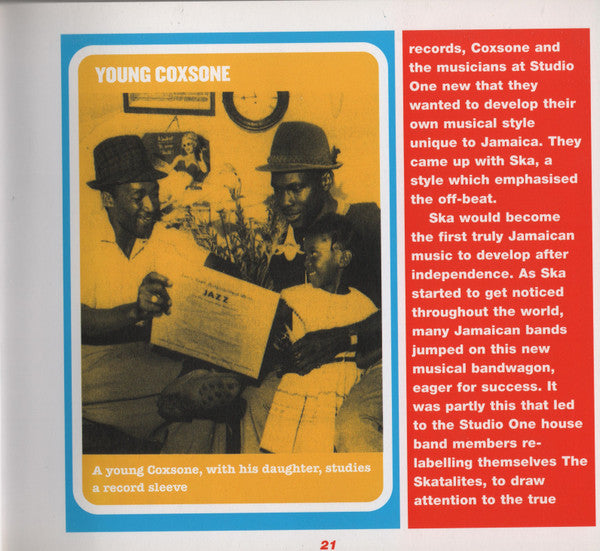 YOUNG COXSONE
JAZZ
A young Coxsone, with his daughter, studies
a record sleeve
records, Coxsone and
the musicians at Studio
One new that they
wanted to develop their
own musical style
unique to Jamaica. They
came up with Ska, a
style which emphasised
the off-beat.
Ska would become
the first truly Jamaican
music to develop after
independence. As Ska
started to get noticed
throughout the world,
many Jamaican bands
jumped on this new
musical bandwagon,
eager for success. It
was partly this that led
to the Studio One house
band members re-
labelling themselves The
Skatalites, to draw
attention to the true
21